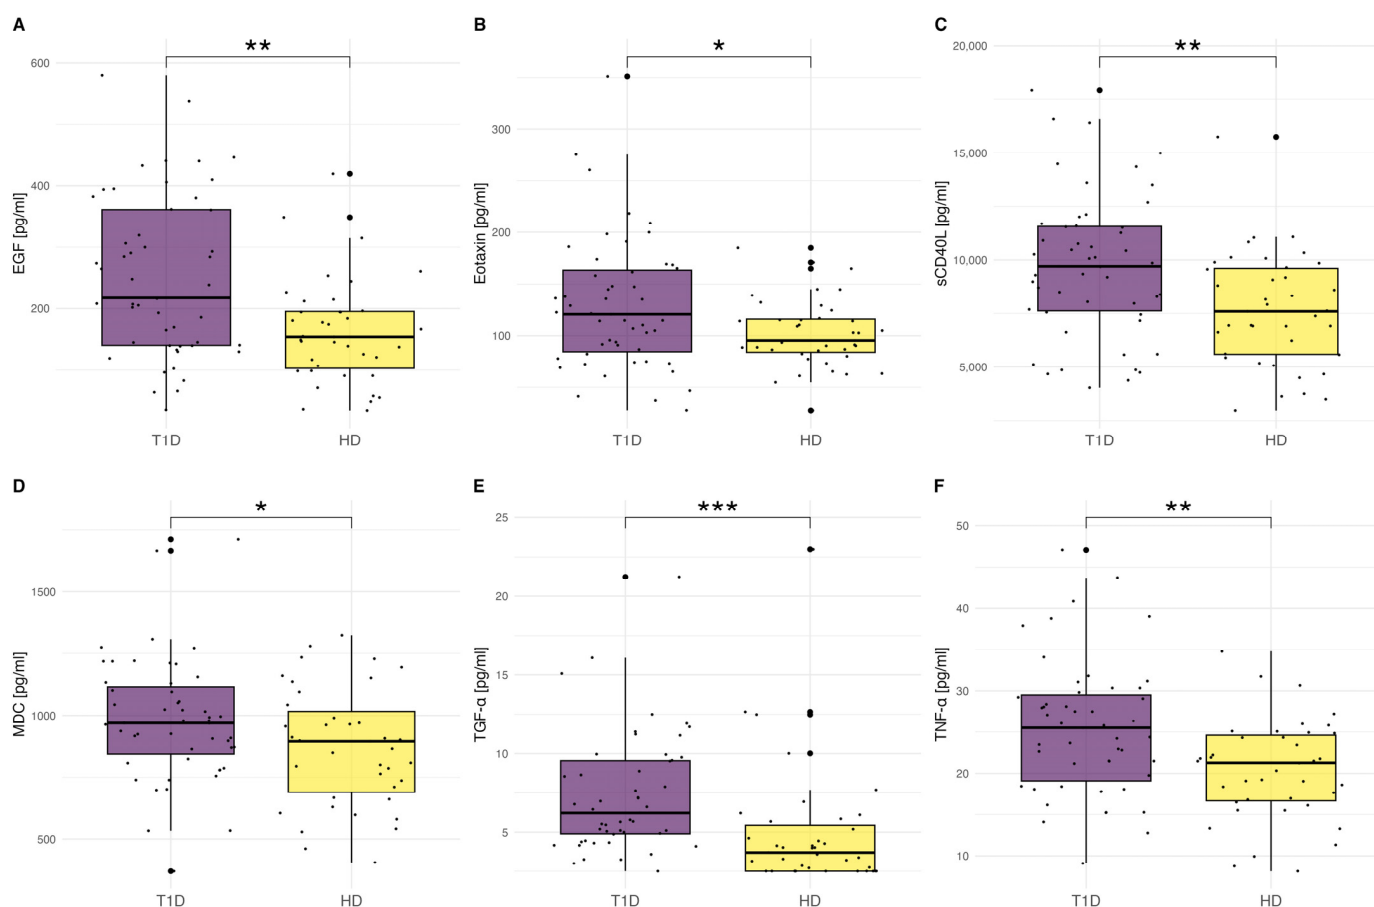 A
**
600
400
200
EGF [pg/ml]
T1D
HD
B
*
300
200
100
Eotaxin [pg/ml]
T1D
HD
C
**
20,000
15,000
10,000
5,000
sCD40L [pg/ml]
T1D
HD
D
*
1500
1000
500
MDC [pg/ml]
T1D
HD
E
***
25
20
15
10
5
TGF-α [pg/ml]
T1D
HD
F
**
50
40
30
20
10
TNF-α [pg/ml]
T1D
HD